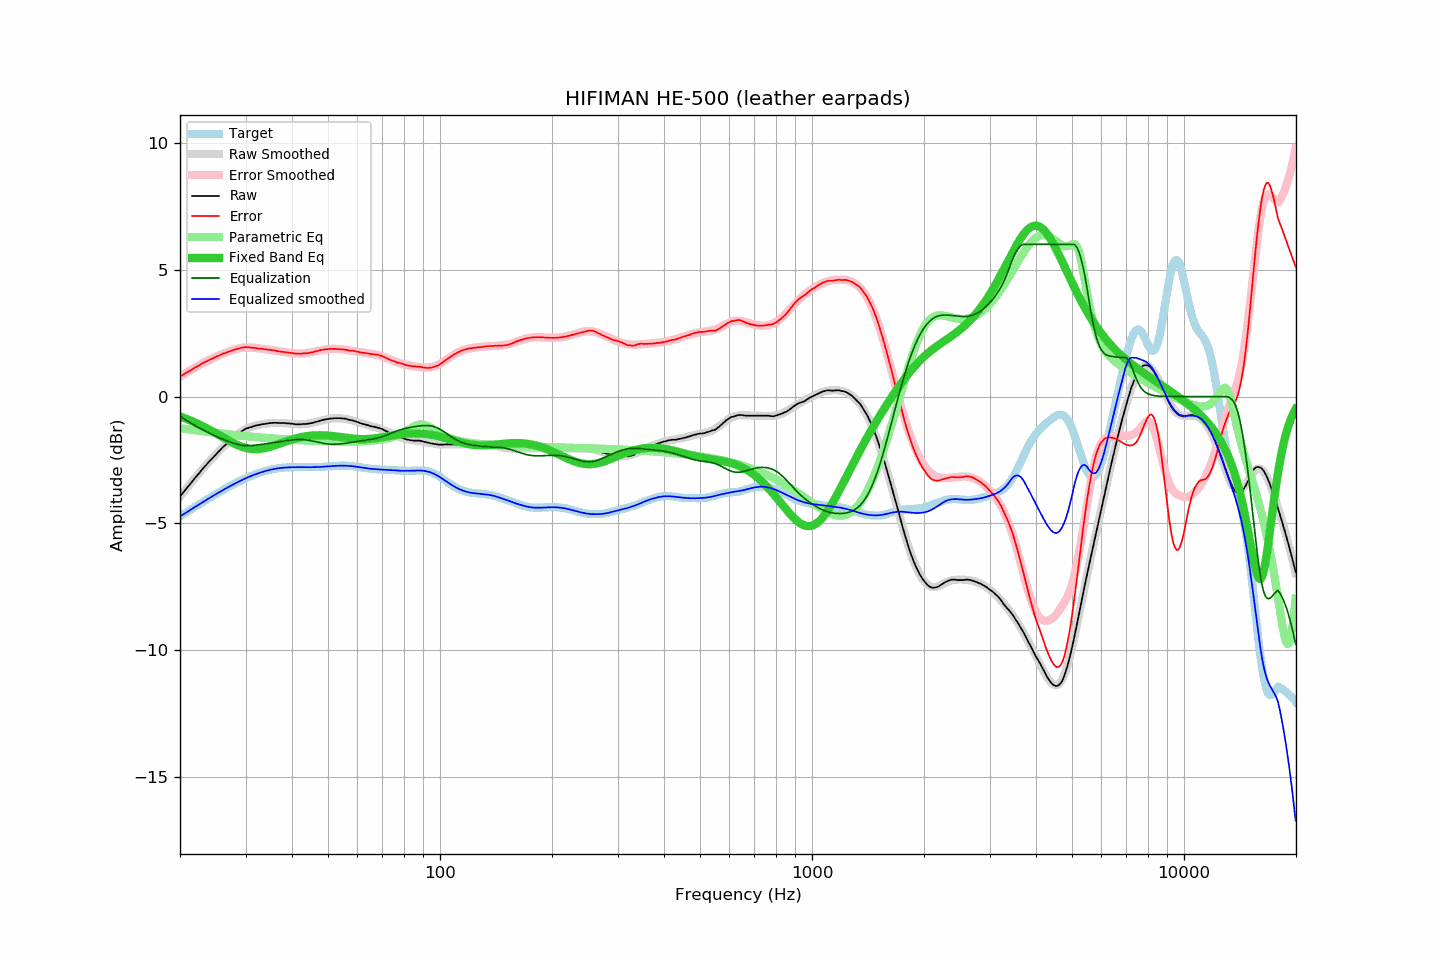 HIFIMAN HE-500 (leather earpads)
Target
Raw Smoothed
Error Smoothed
Raw
Error
Parametric Eq
Fixed Band Eq
Equalization
Equalized smoothed
10
5
0
−5
−10
−15
Amplitude (dBr)
100
1000
10000
Frequency (Hz)